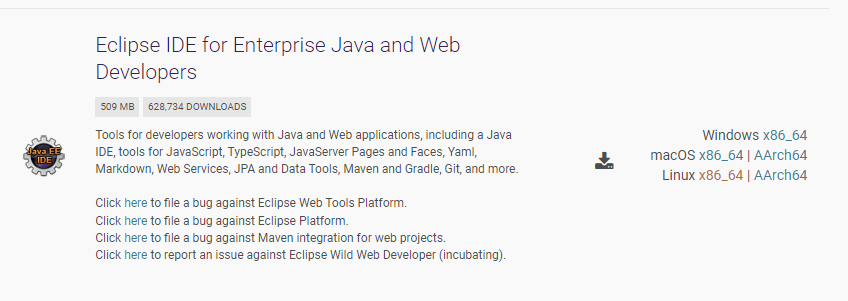 Eclipse IDE for Enterprise Java and Web
Developers
509 MB 628,734 DOWNLOADS
Java EE
IDE
Tools for developers working with Java and Web applications, including a Java
IDE, tools for JavaScript, TypeScript, JavaServer Pages and Faces, Yaml,
Markdown, Web Services, JPA and Data Tools, Maven and Gradle, Git, and more.
Click here to file a bug against Eclipse Web Tools Platform.
Click here to file a bug against Eclipse Platform.
Click here to file a bug against Maven integration for web projects.
Click here to report an issue against Eclipse Wild Web Developer (incubating).
Windows x86_64
macOS x86_64 | AArch64
Linux x86_64 | AArch64